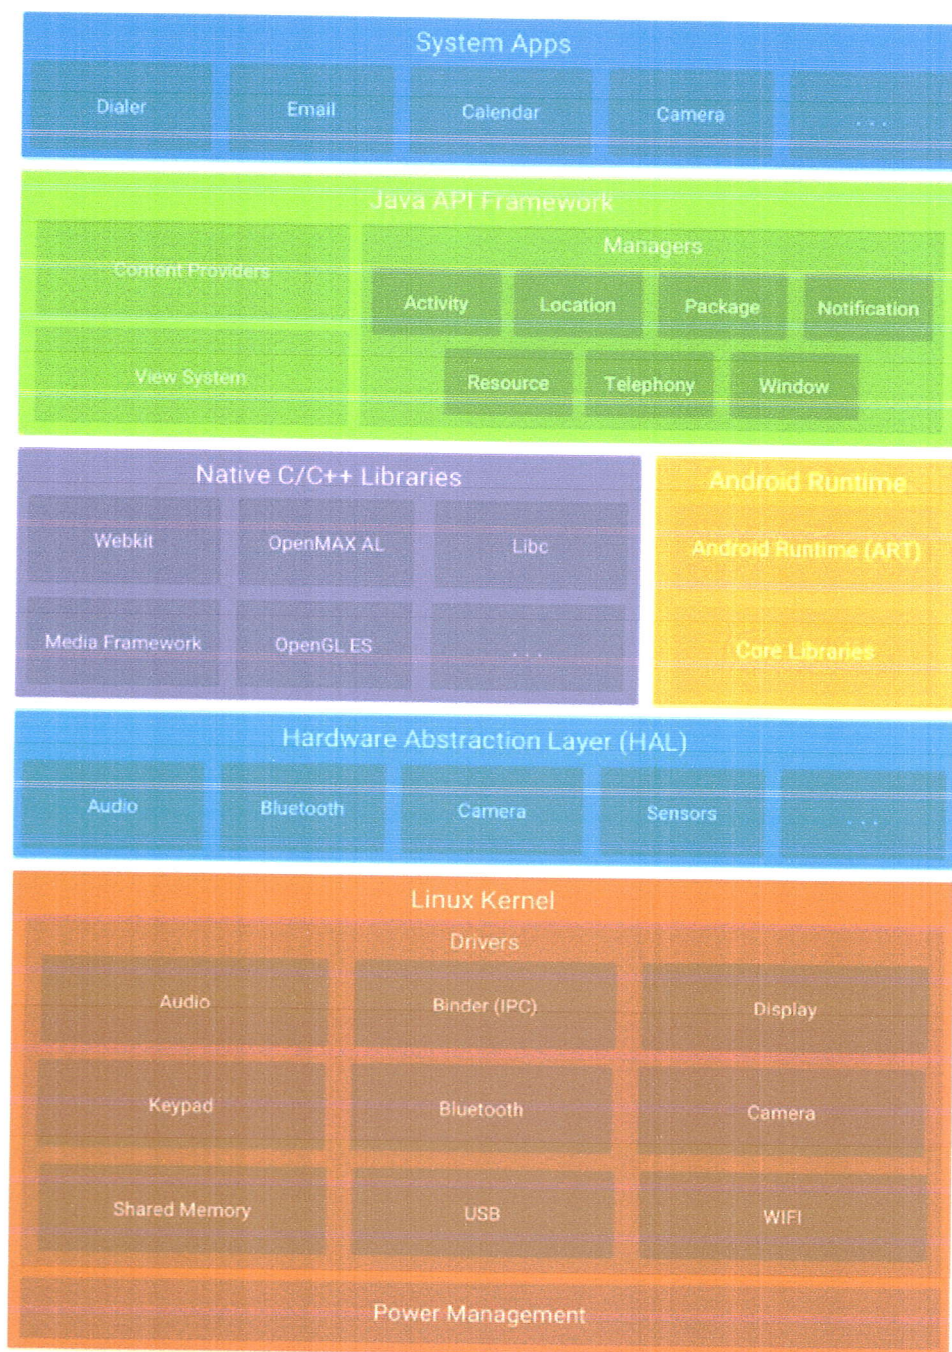 System Apps
Dialer Email Calendar Camera . . .
Java API Framework
Content Providers
View System
Managers
Activity Location Package Notification
Resource Telephony Window
Native C/C++ Libraries
Webkit OpenMAX AL Libc
Media Framework OpenGL ES . . .
Android Runtime
Android Runtime (ART)
Core Libraries
Hardware Abstraction Layer (HAL)
Audio Bluetooth Camera Sensors . . .
Linux Kernel
Drivers
Audio Binder (IPC) Display
Keypad Bluetooth Camera
Shared Memory USB WIFI
Power Management